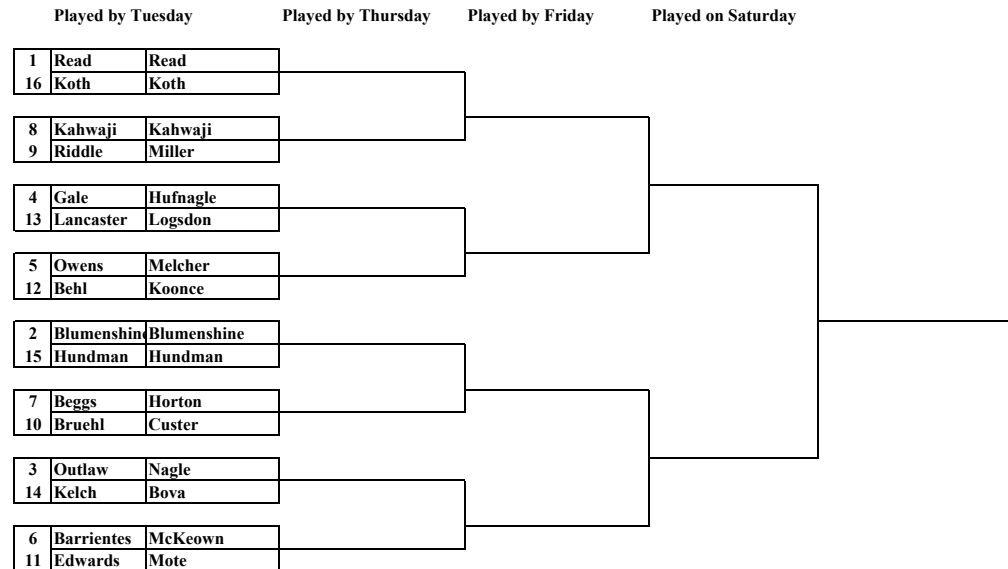 Played by Tuesday Played by Thursday Played by Friday Played on Saturday
1 Read Read
16 Koth Koth
8 Kahwaji Kahwaji
9 Riddle Miller
4 Gale Hufnagle
13 Lancaster Logsdon
5 Owens Melcher
12 Behl Koonce
2 Blumenshine Blumenshine
15 Hundman Hundman
7 Beggs Horton
10 Bruehl Custer
3 Outlaw Nagle
14 Kelch Bova
6 Barrientes McKeown
11 Edwards Mote